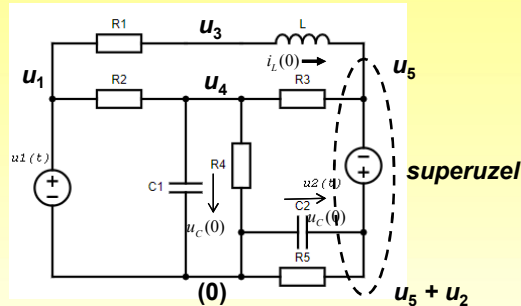 R1
u3
L
iL(0)
u1
R2
u4
R3
u5
u1(t)
C1
R4
uC(0)
u2(t)
C2
uC(0)
superuzel
R5
(0)
u5 + u2